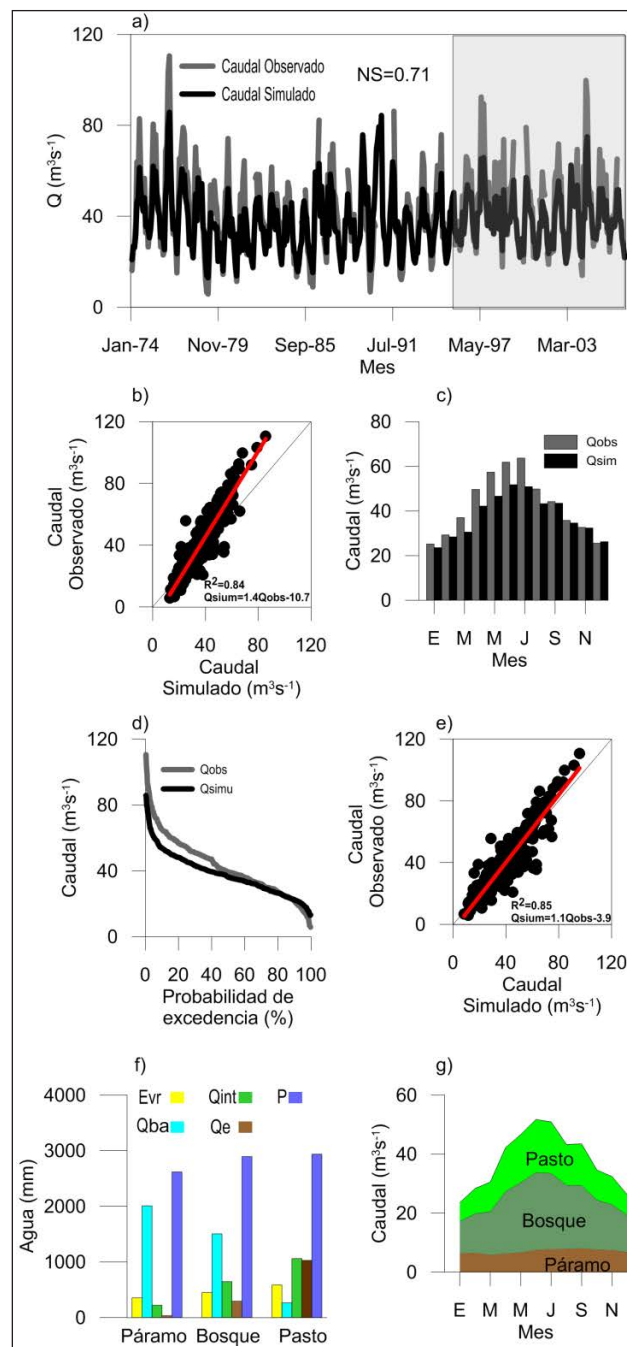 a)
120
80
40
0
Q (m³s⁻¹)
Caudal Observado
Caudal Simulado
NS=0.71
Jan-74 Nov-79 Sep-85 Jul-91 May-97 Mar-03
Mes
b)
120
80
40
0
Caudal
Observado (m³s⁻¹)
R²=0.84
Qsium=1.4Qobs-10.7
0 40 80 120
Caudal
Simulado (m³s⁻¹)
c)
80
60
40
20
0
Caudal (m³s⁻¹)
Qobs
Qsim
E M M J S N
Mes
d)
120
80
40
0
Caudal (m³s⁻¹)
Qobs
Qsimu
0 20 40 60 80 100
Probabilidad de
excedencia (%)
e)
120
80
40
0
Caudal
Observado (m³s⁻¹)
R²=0.85
Qsium=1.1Qobs-3.9
0 40 80 120
Caudal
Simulado (m³s⁻¹)
f)
4000
3000
2000
1000
0
Agua (mm)
Evr Qint P
Qba Qe
Páramo Bosque Pasto
g)
60
40
20
0
Caudal (m³s⁻¹)
Pasto
Bosque
Páramo
E M M J S N
Mes